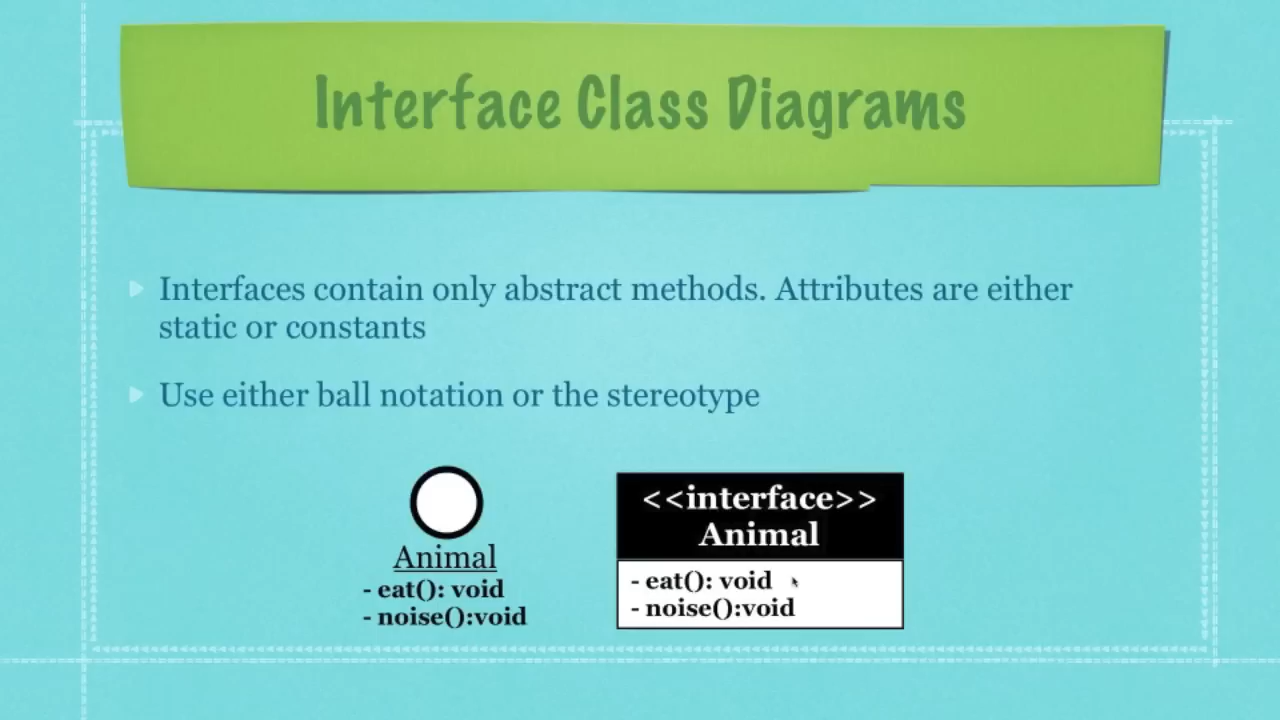 Interface Class Diagrams
Interfaces contain only abstract methods. Attributes are either
static or constants
Use either ball notation or the stereotype
Animal
- eat(): void
- noise():void
<<interface>>
Animal
- eat(): void
- noise():void